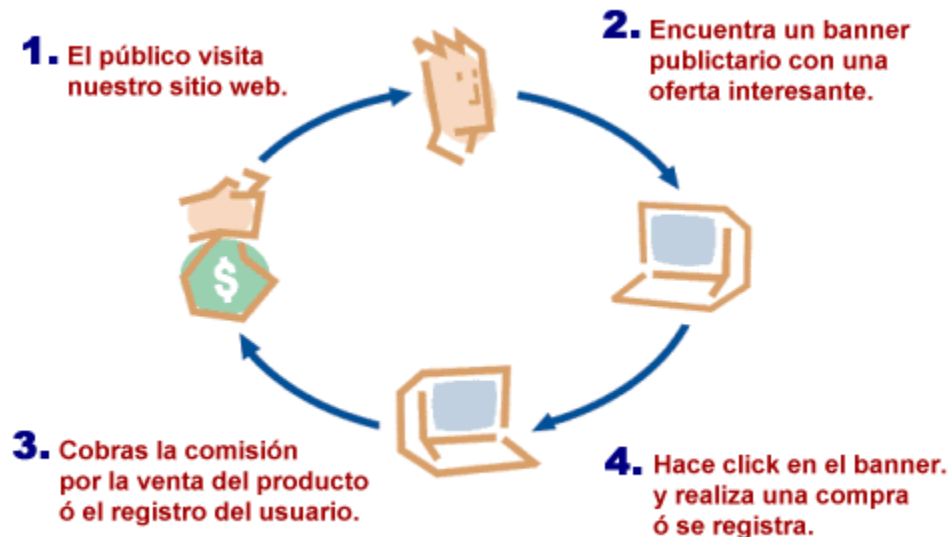 1. El público visita
nuestro sitio web.
2. Encuentra un banner
publictario con una
oferta interesante.
$
3. Cobras la comisión
por la venta del producto
ó el registro del usuario.
4. Hace click en el banner.
y realiza una compra
ó se registra.